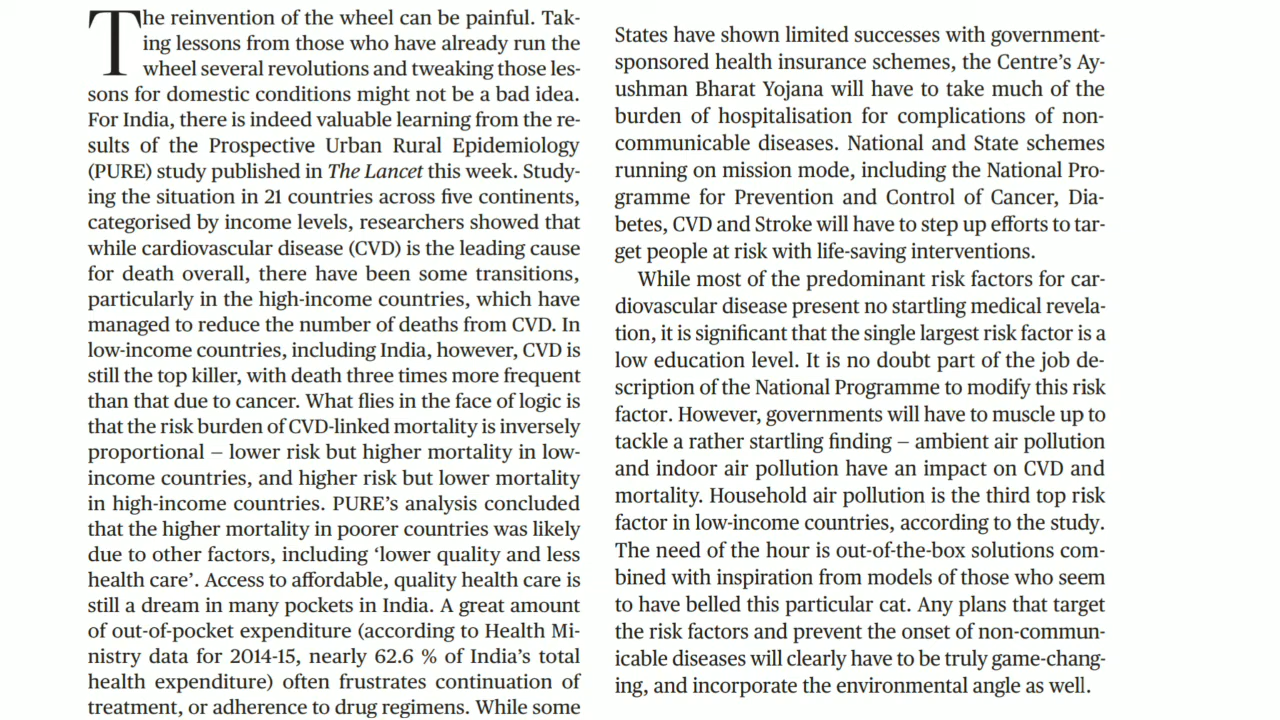 The reinvention of the wheel can be painful. Tak-
ing lessons from those who have already run the
wheel several revolutions and tweaking those les-
sons for domestic conditions might not be a bad idea.
For India, there is indeed valuable learning from the re-
sults of the Prospective Urban Rural Epidemiology
(PURE) study published in The Lancet this week. Study-
ing the situation in 21 countries across five continents,
categorised by income levels, researchers showed that
while cardiovascular disease (CVD) is the leading cause
for death overall, there have been some transitions,
particularly in the high-income countries, which have
managed to reduce the number of deaths from CVD. In
low-income countries, including India, however, CVD is
still the top killer, with death three times more frequent
than that due to cancer. What flies in the face of logic is
that the risk burden of CVD-linked mortality is inversely
proportional — lower risk but higher mortality in low-
income countries, and higher risk but lower mortality
in high-income countries. PURE's analysis concluded
that the higher mortality in poorer countries was likely
due to other factors, including 'lower quality and less
health care'. Access to affordable, quality health care is
still a dream in many pockets in India. A great amount
of out-of-pocket expenditure (according to Health Mi-
nistry data for 2014-15, nearly 62.6 % of India's total
health expenditure) often frustrates continuation of
treatment, or adherence to drug regimens. While some
States have shown limited successes with government-
sponsored health insurance schemes, the Centre's Ay-
ushman Bharat Yojana will have to take much of the
burden of hospitalisation for complications of non-
communicable diseases. National and State schemes
running on mission mode, including the National Pro-
gramme for Prevention and Control of Cancer, Dia-
betes, CVD and Stroke will have to step up efforts to tar-
get people at risk with life-saving interventions.
While most of the predominant risk factors for car-
diovascular disease present no startling medical revela-
tion, it is significant that the single largest risk factor is a
low education level. It is no doubt part of the job de-
scription of the National Programme to modify this risk
factor. However, governments will have to muscle up to
tackle a rather startling finding — ambient air pollution
and indoor air pollution have an impact on CVD and
mortality. Household air pollution is the third top risk
factor in low-income countries, according to the study.
The need of the hour is out-of-the-box solutions com-
bined with inspiration from models of those who seem
to have belled this particular cat. Any plans that target
the risk factors and prevent the onset of non-commun-
icable diseases will clearly have to be truly game-chang-
ing, and incorporate the environmental angle as well.